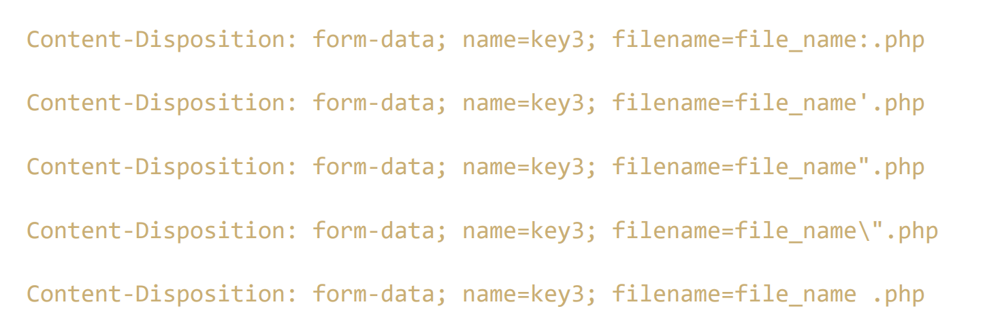 Content-Disposition: form-data; name=key3; filename=file_name:.php
Content-Disposition: form-data; name=key3; filename=file_name'.php
Content-Disposition: form-data; name=key3; filename=file_name".php
Content-Disposition: form-data; name=key3; filename=file_name\".php
Content-Disposition: form-data; name=key3; filename=file_name .php